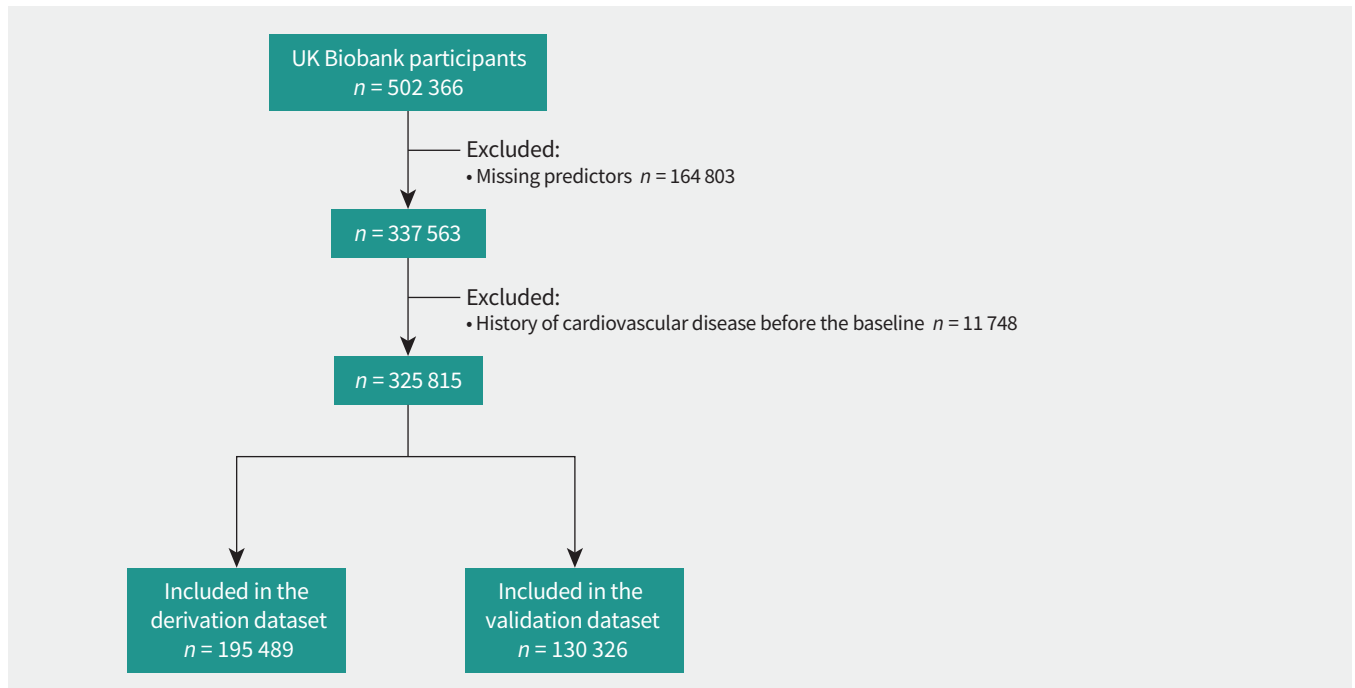 UK Biobank participants
n = 502 366
Excluded:
• Missing predictors n = 164 803
n = 337 563
Excluded:
• History of cardiovascular disease before the baseline n = 11 748
n = 325 815
Included in the
derivation dataset
n = 195 489
Included in the
validation dataset
n = 130 326